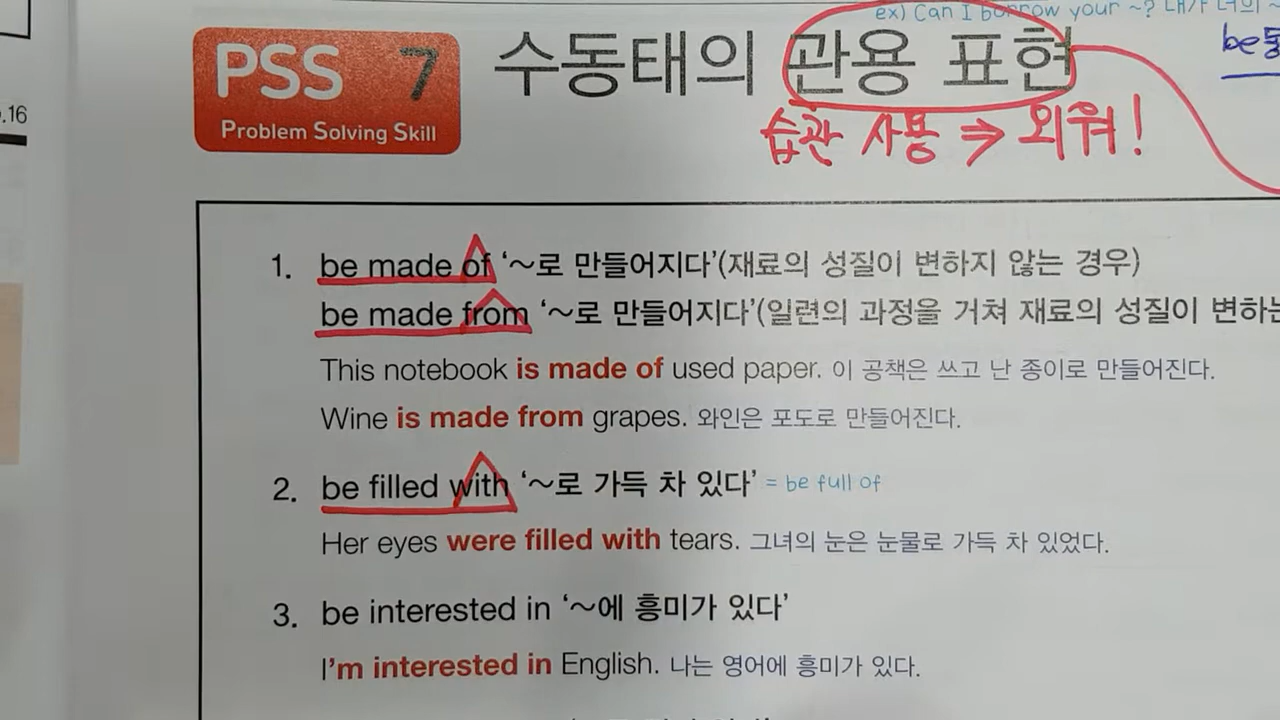 ex) Can I borrow your ~? 내가 너의 ~
be동
.16
PSS 7 수동태의 관용 표현
Problem Solving Skill
습관 사용 ⇒ 외워!
1. be made of ‘~로 만들어지다’(재료의 성질이 변하지 않는 경우)
be made from ‘~로 만들어지다’(일련의 과정을 거쳐 재료의 성질이 변하는
This notebook is made of used paper. 이 공책은 쓰고 난 종이로 만들어진다.
Wine is made from grapes. 와인은 포도로 만들어진다.
2. be filled with ‘~로 가득 차 있다’ = be full of
Her eyes were filled with tears. 그녀의 눈은 눈물로 가득 차 있었다.
3. be interested in ‘~에 흥미가 있다’
I'm interested in English. 나는 영어에 흥미가 있다.